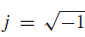 j = √−1